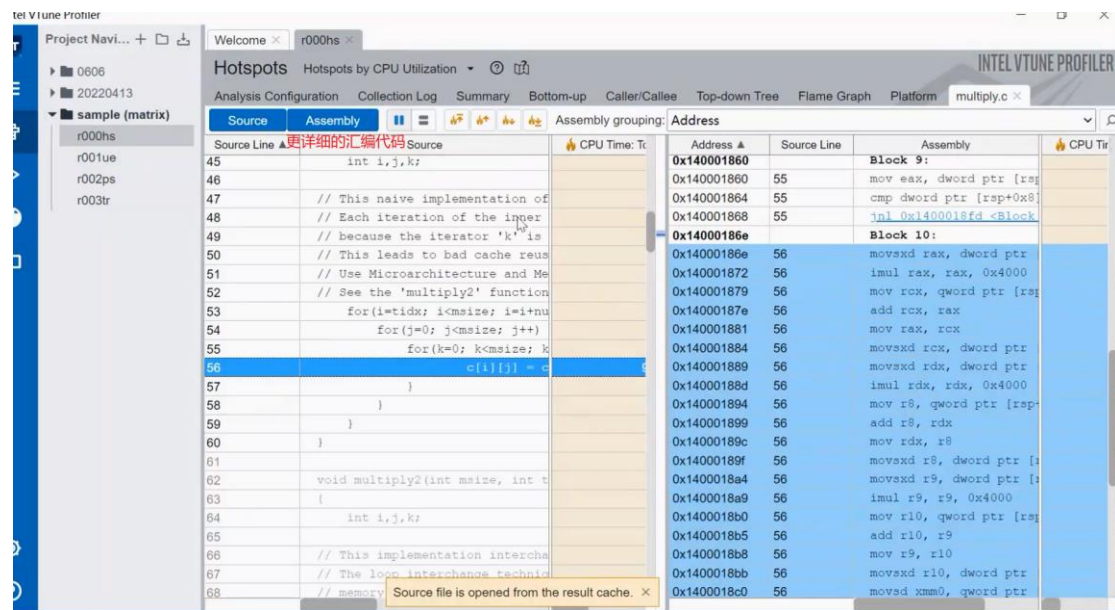 tel VTune Profiler
Project Navi...
0606
20220413
sample (matrix)
r000hs
r001ue
r002ps
r003tr
Welcome ×
r000hs ×
Hotspots Hotspots by CPU Utilization
INTEL VTUNE PROFILER
Analysis Configuration Collection Log Summary Bottom-up Caller/Callee Top-down Tree Flame Graph Platform multiply.c ×
Source Assembly Assembly grouping: Address
更详细的汇编代码
Source Line Source CPU Time: To
45 int i,j,k;
46
47 // This naive implementation of
48 // Each iteration of the inner
49 // because the iterator 'k' is
50 // This leads to bad cache reus
51 // Use Microarchitecture and Me
52 // See the 'multiply2' function
53 for(i=tidx; i<msize; i=i+nu
54 for(j=0; j<msize; j++)
55 for(k=0; k<msize; k
56 c[i][j] = c 9
57 }
58 }
59 }
60 }
61
62 void multiply2(int msize, int t
63 {
64 int i,j,k;
65
66 // This implementation intercha
67 // The loop interchange techniq
68 // memory
Address Source Line Assembly CPU Tir
0x140001860 Block 9:
0x140001860 55 mov eax, dword ptr [rsp
0x140001864 55 cmp dword ptr [rsp+0x8]
0x140001868 55 jnl 0x1400018fd <Block
0x14000186e Block 10:
0x14000186e 56 movsxd rax, dword ptr
0x140001872 56 imul rax, rax, 0x4000
0x140001879 56 mov rcx, qword ptr [rsp
0x14000187e 56 add rcx, rax
0x140001881 56 mov rax, rcx
0x140001884 56 movsxd rcx, dword ptr
0x140001889 56 movsxd rdx, dword ptr
0x14000188d 56 imul rdx, rdx, 0x4000
0x140001894 56 mov r8, qword ptr [rsp+
0x140001899 56 add r8, rdx
0x14000189c 56 mov rdx, r8
0x14000189f 56 movsxd r8, dword ptr [r
0x1400018a4 56 movsxd r9, dword ptr [r
0x1400018a9 56 imul r9, r9, 0x4000
0x1400018b0 56 mov r10, qword ptr [rsp
0x1400018b5 56 add r10, r9
0x1400018b8 56 mov r9, r10
0x1400018bb 56 movsxd r10, dword ptr
0x1400018c0 56 movsd xmm0, qword ptr
Source file is opened from the result cache. ×